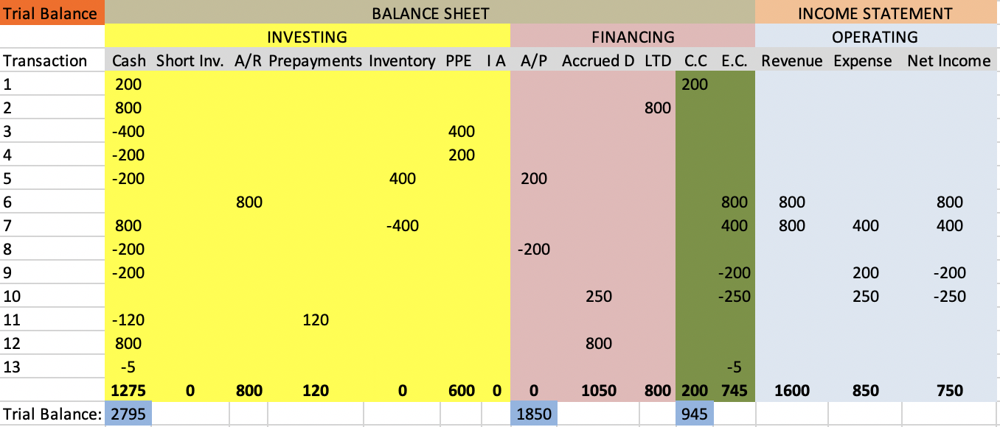 Trial Balance BALANCE SHEET INCOME STATEMENT
INVESTING FINANCING OPERATING
Transaction Cash Short Inv. A/R Prepayments Inventory PPE I A A/P Accrued D LTD C.C E.C. Revenue Expense Net Income
1 200 200
2 800 800
3 -400 400
4 -200 200
5 -200 400 200
6 800 800 800 800
7 800 -400 400 800 400 400
8 -200 -200
9 -200 -200 200 -200
10 250 -250 250 -250
11 -120 120
12 800 800
13 -5 -5
1275 0 800 120 0 600 0 0 1050 800 200 745 1600 850 750
Trial Balance: 2795 1850 945